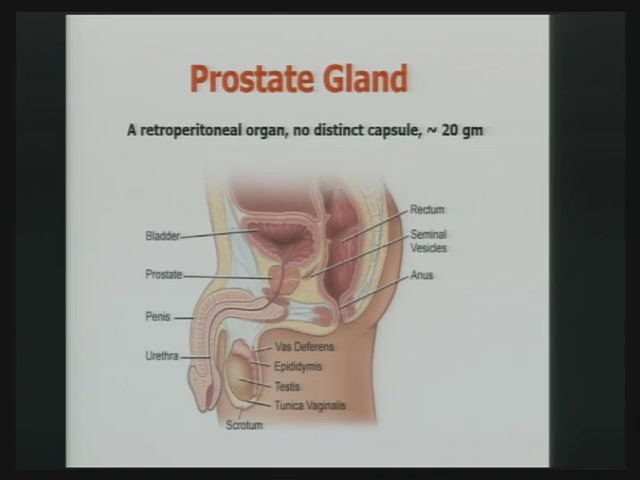 Prostate Gland
A retroperitoneal organ, no distinct capsule, ~ 20 gm
Rectum
Bladder
Seminal
Vesicles
Prostate
Anus
Penis
Urethra
Vas Deferens
Epididymis
Testis
Tunica Vaginalis
Scrotum